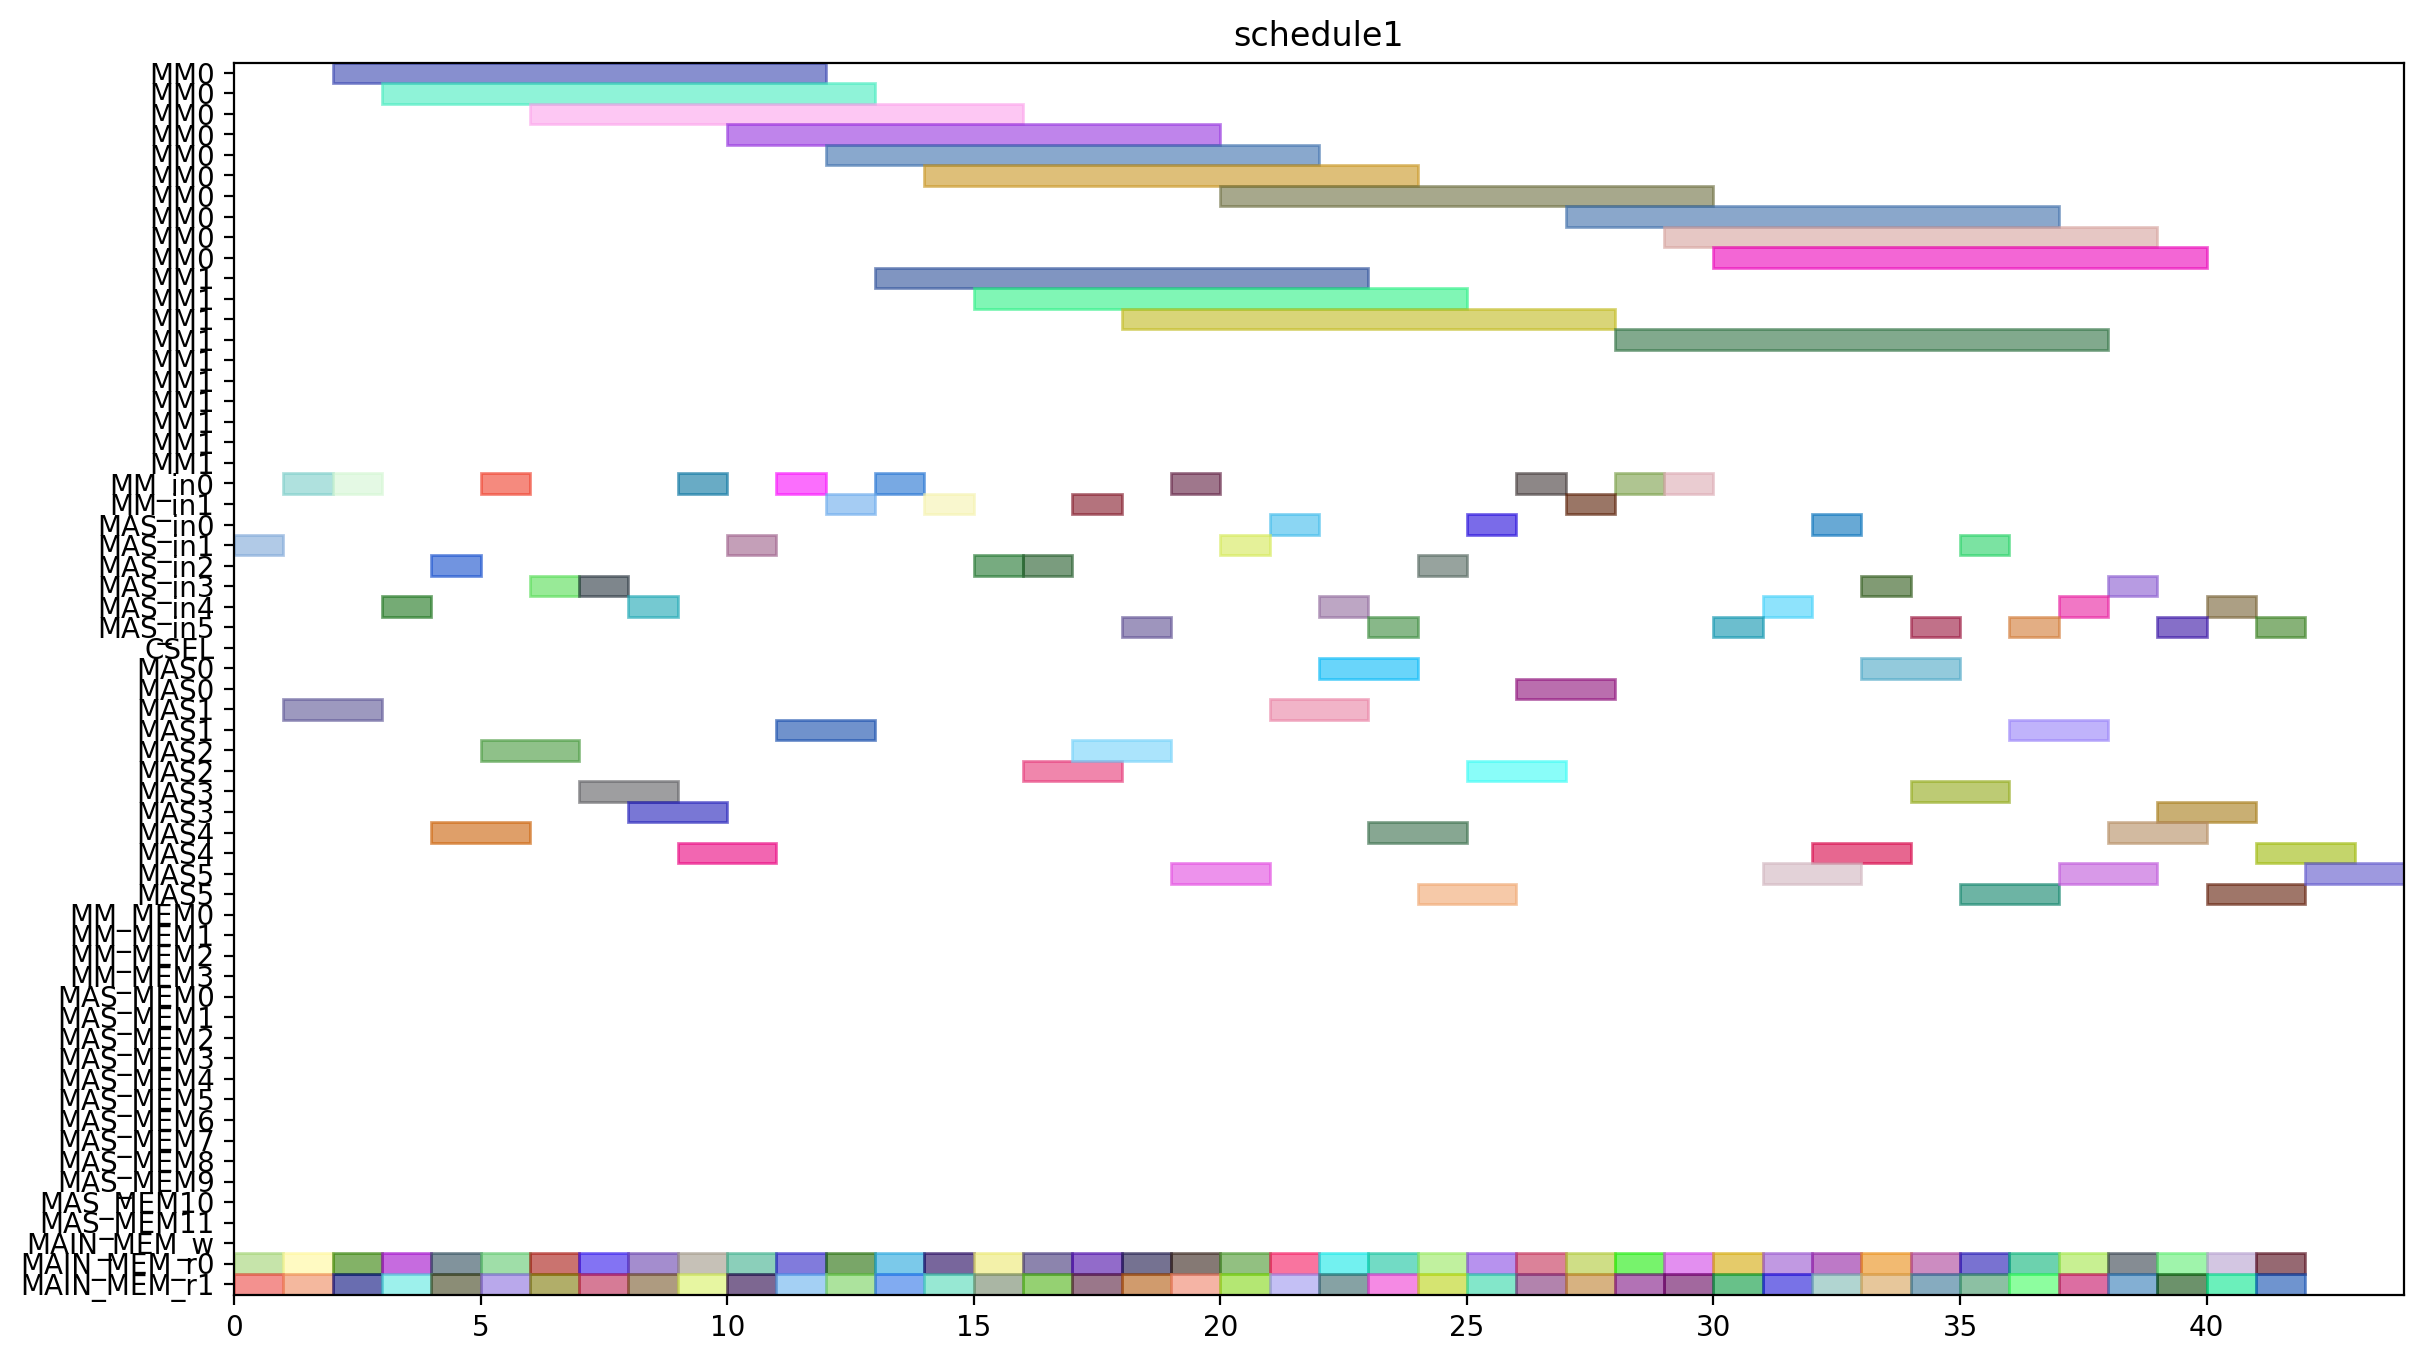 schedule1
MM0
MM0
MM0
MM0
MM0
MM0
MM0
MM0
MM0
MM0
MM1
MM1
MM1
MM1
MM1
MM1
MM1
MM1
MM1
MM1
MM_in0
MM_in1
MAS_in0
MAS_in1
MAS_in2
MAS_in3
MAS_in4
MAS_in5
CSEL
MAS0
MAS0
MAS1
MAS1
MAS2
MAS2
MAS3
MAS3
MAS4
MAS4
MAS5
MAS5
MM_MEM0
MM_MEM1
MM_MEM2
MM_MEM3
MAS_MEM0
MAS_MEM1
MAS_MEM2
MAS_MEM3
MAS_MEM4
MAS_MEM5
MAS_MEM6
MAS_MEM7
MAS_MEM8
MAS_MEM9
MAS_MEM10
MAS_MEM11
MAIN_MEM_w
MAIN_MEM_r0
MAIN_MEM_r1
0 5 10 15 20 25 30 35 40